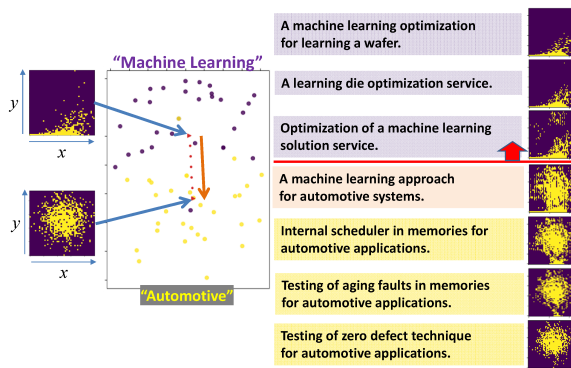 "Machine Learning"
y
x
y
x
"Automotive"
A machine learning optimization
for learning a wafer.
A learning die optimization service.
Optimization of a machine learning
solution service.
A machine learning approach
for automotive systems.
Internal scheduler in memories for
automotive applications.
Testing of aging faults in memories
for automotive applications.
Testing of zero defect technique
for automotive applications.